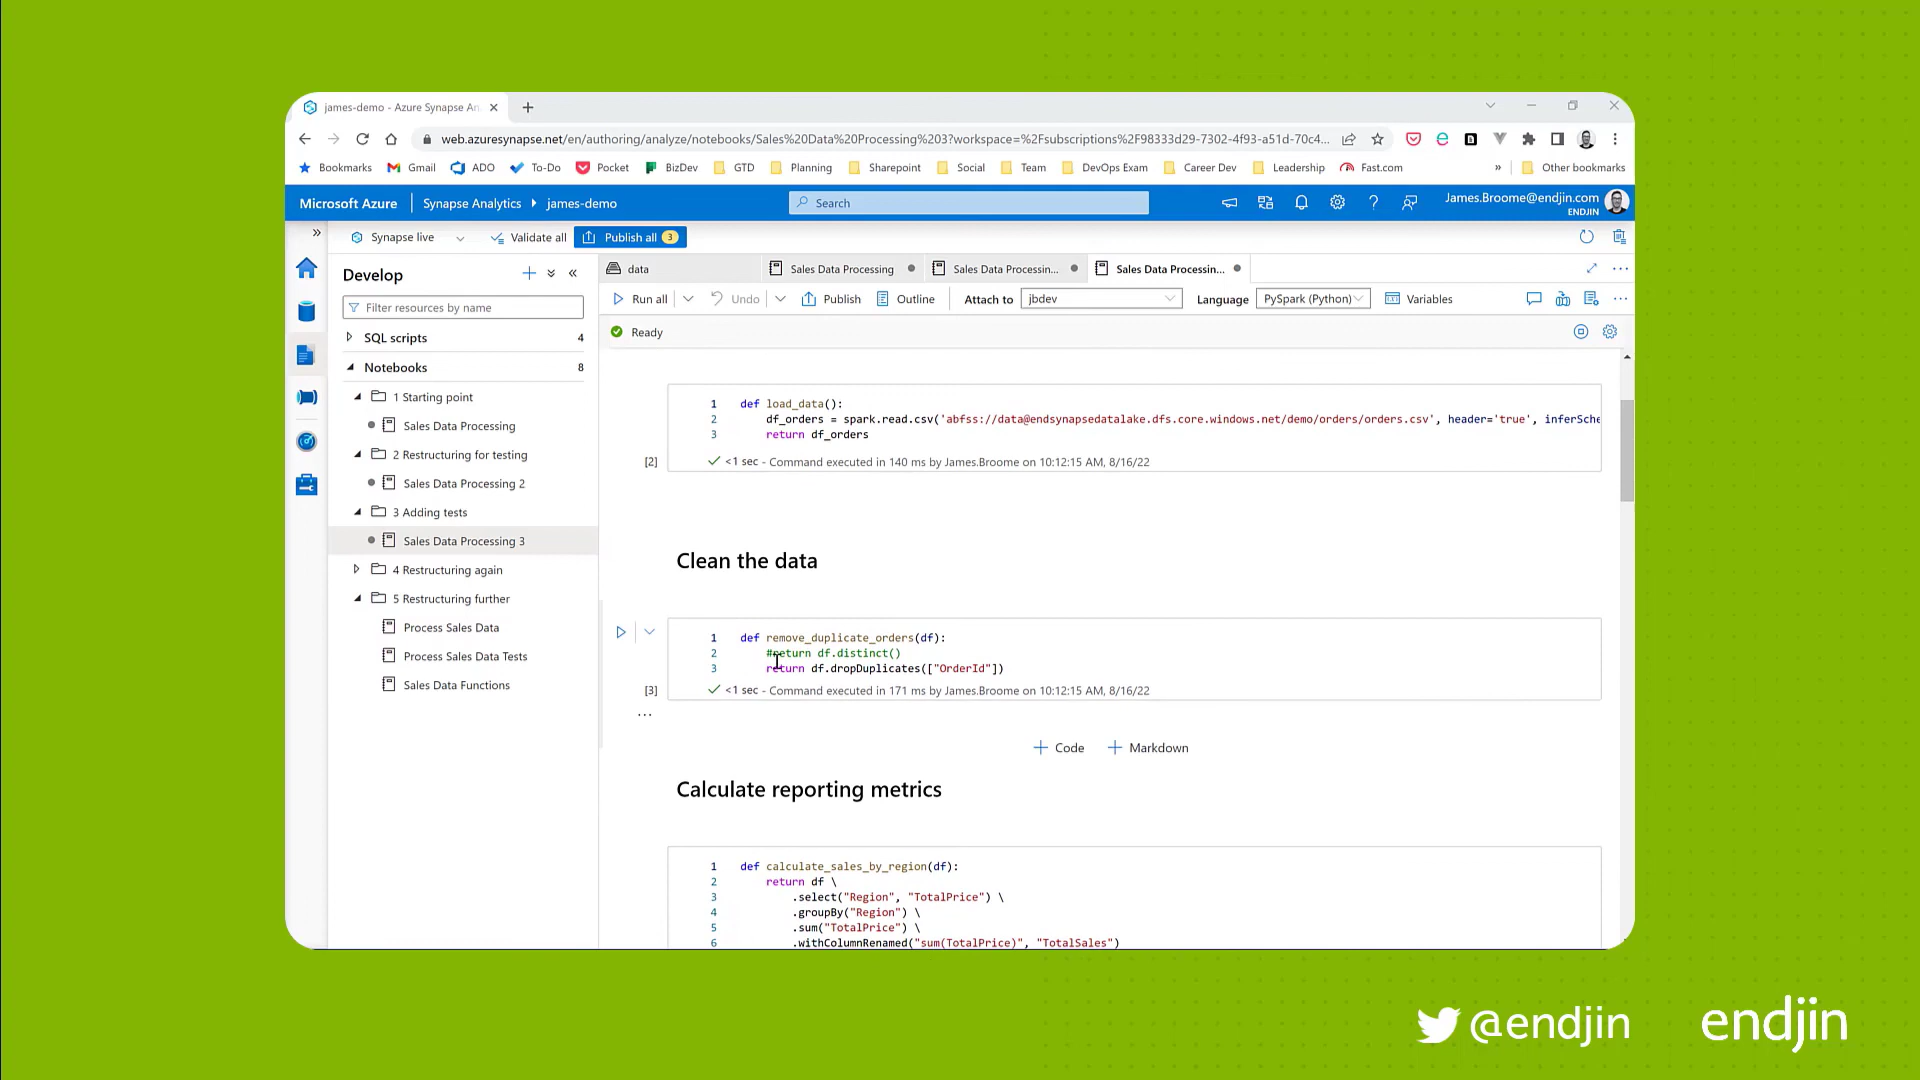 james-demo - Azure Synapse An
web.azuresynapse.net/en/authoring/analyze/notebooks/Sales%20Data%20Processing%203?workspace=%2Fsubscriptions%2F98333d29-7302-4f93-a51d-70c4...
Bookmarks Gmail ADO To-Do Pocket BizDev GTD Planning Sharepoint Social Team DevOps Exam Career Dev Leadership Fast.com » Other bookmarks
Microsoft Azure Synapse Analytics james-demo Search James.Broome@endjin.com
ENDJIN
Synapse live Validate all Publish all 3
Develop
Filter resources by name
SQL scripts 4
Notebooks 8
1 Starting point
Sales Data Processing
2 Restructuring for testing
Sales Data Processing 2
3 Adding tests
Sales Data Processing 3
4 Restructuring again
5 Restructuring further
Process Sales Data
Process Sales Data Tests
Sales Data Functions
data Sales Data Processing Sales Data Processin... Sales Data Processin...
Run all Undo Publish Outline Attach to jbdev Language PySpark (Python) Variables
Ready
1 def load_data():
2 df_orders = spark.read.csv('abfss://data@endsynapsedatalake.dfs.core.windows.net/demo/orders/orders.csv', header='true', inferSche
3 return df_orders
[2] <1 sec - Command executed in 140 ms by James.Broome on 10:12:15 AM, 8/16/22
Clean the data
1 def remove_duplicate_orders(df):
2 #return df.distinct()
3 return df.dropDuplicates(["OrderId"])
[3] <1 sec - Command executed in 171 ms by James.Broome on 10:12:15 AM, 8/16/22
...
+ Code + Markdown
Calculate reporting metrics
1 def calculate_sales_by_region(df):
2 return df \
3 .select("Region", "TotalPrice") \
4 .groupBy("Region") \
5 .sum("TotalPrice") \
6 .withColumnRenamed("sum(TotalPrice)", "TotalSales")
@endjin endjin